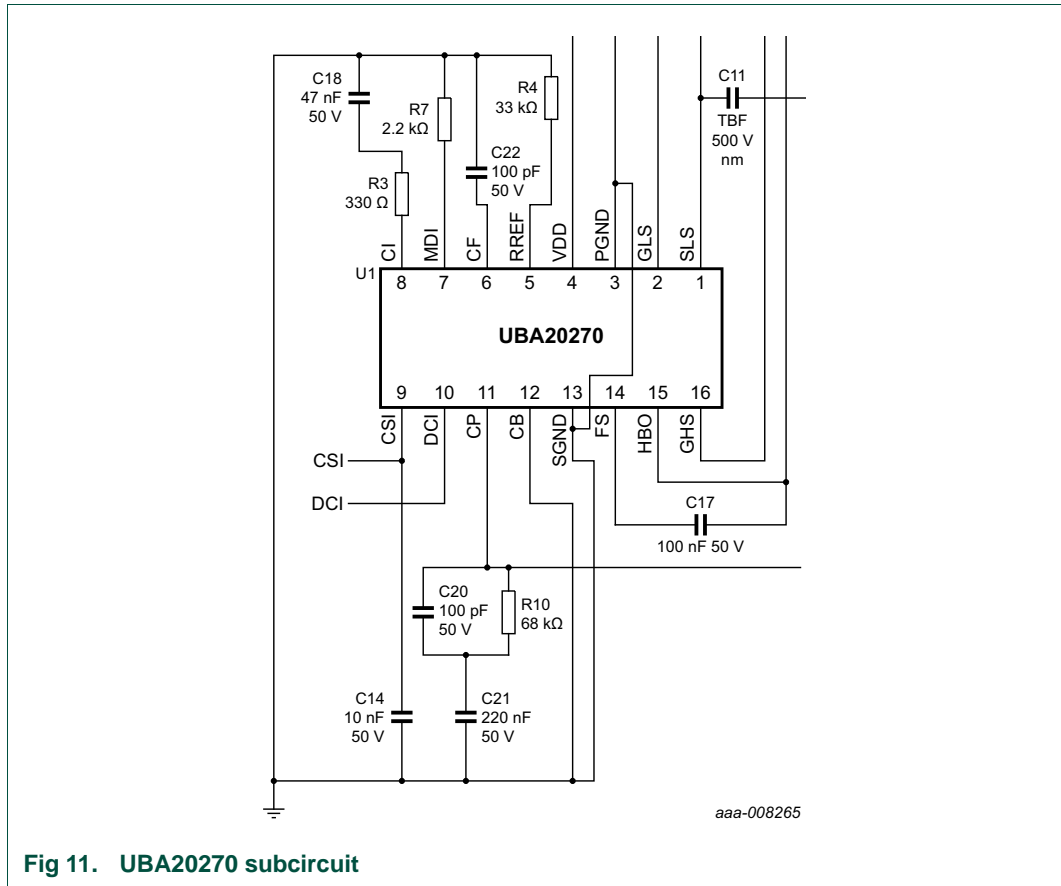 C18
47 nF
50 V
R7
2.2 kΩ
R4
33 kΩ
C11
TBF
500 V
nm
C22
100 pF
50 V
R3
330 Ω
CI
MDI
CF
RREF
VDD
PGND
GLS
SLS
U1
8 7 6 5 4 3 2 1
UBA20270
9 10 11 12 13 14 15 16
CSI
DCI
CP
CB
SGND
FS
HBO
GHS
CSI
DCI
C17
100 nF 50 V
C20
100 pF
50 V
R10
68 kΩ
C14
10 nF
50 V
C21
220 nF
50 V
aaa-008265
Fig 11. UBA20270 subcircuit